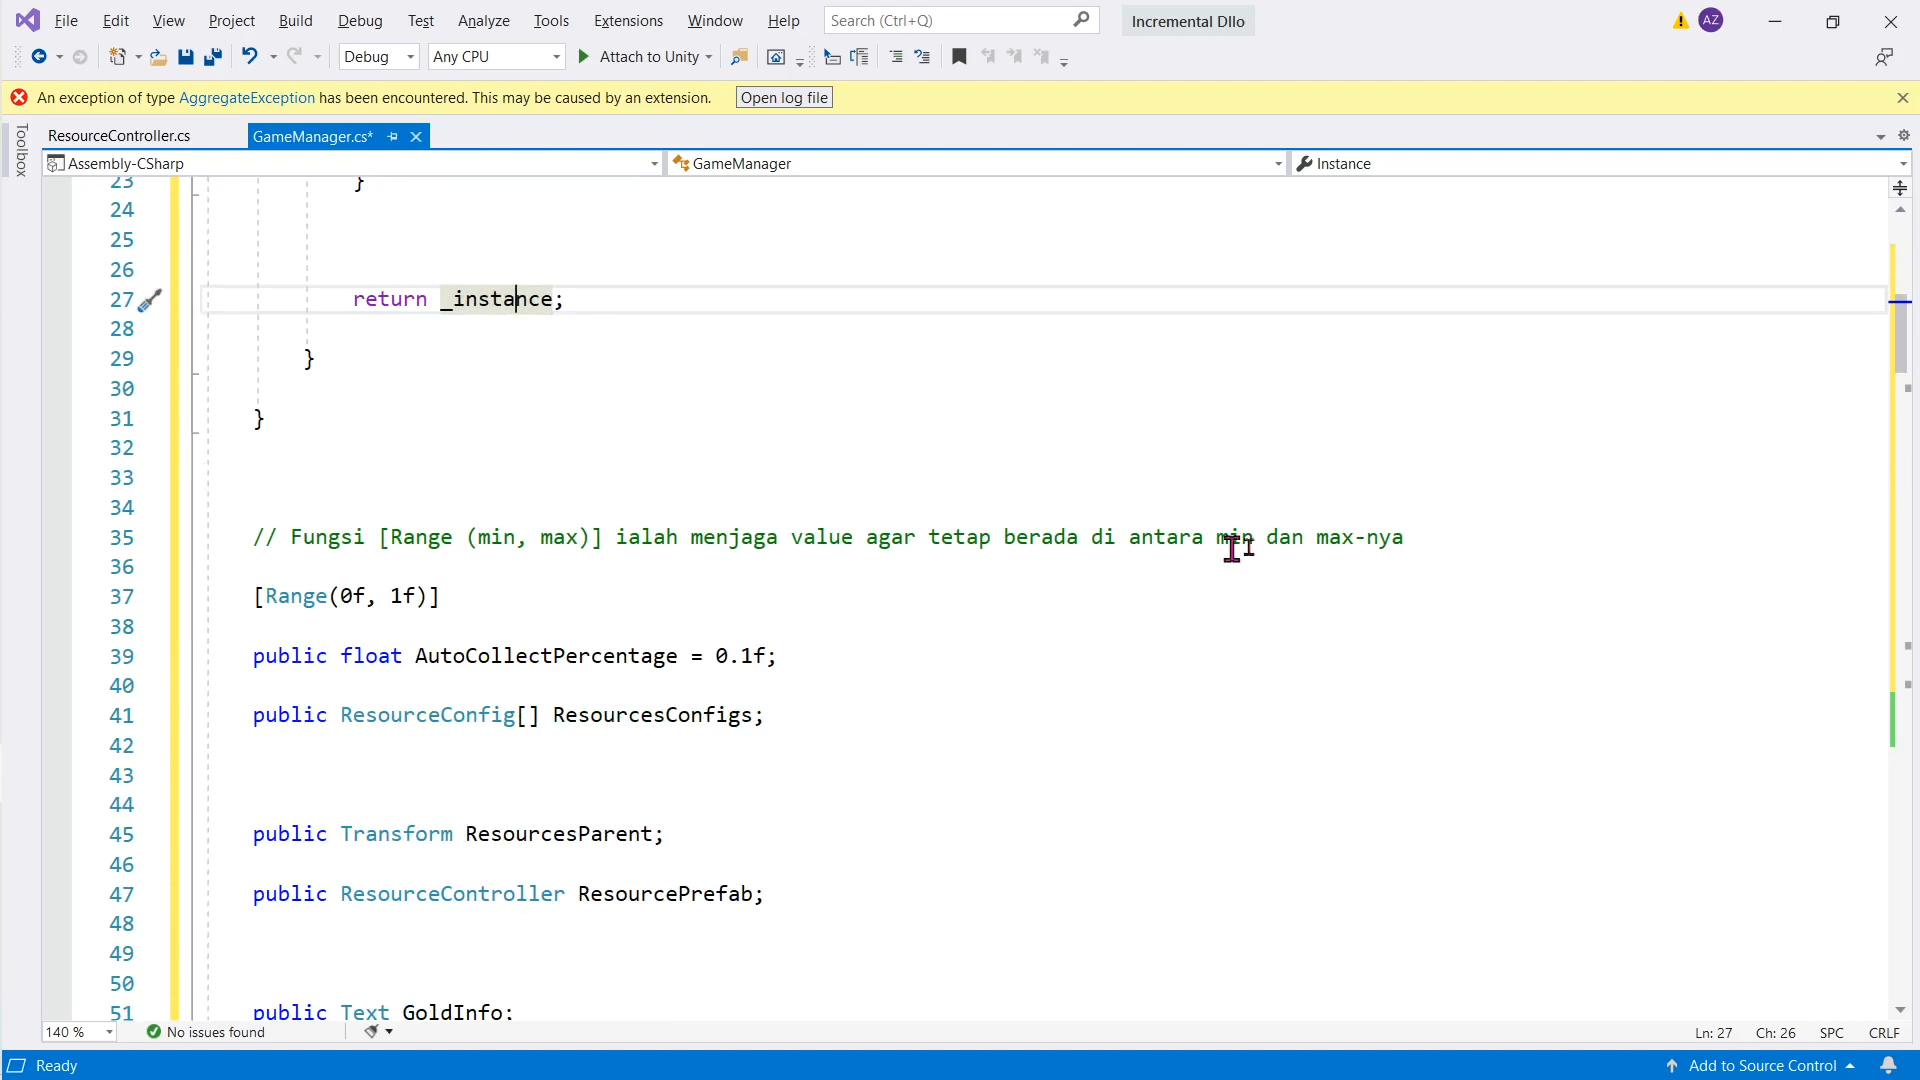 File Edit View Project Build Debug Test Analyze Tools Extensions Window Help Search (Ctrl+Q) Incremental Dllo AZ
Debug Any CPU Attach to Unity
An exception of type AggregateException has been encountered. This may be caused by an extension. Open log file
Toolbox
ResourceController.cs GameManager.cs*
Assembly-CSharp GameManager Instance
23 }
24
25
26
27 return _instance;
28
29 }
30
31 }
32
33
34
35 // Fungsi [Range (min, max)] ialah menjaga value agar tetap berada di antara min dan max-nya
36
37 [Range(0f, 1f)]
38
39 public float AutoCollectPercentage = 0.1f;
40
41 public ResourceConfig[] ResourcesConfigs;
42
43
44
45 public Transform ResourcesParent;
46
47 public ResourceController ResourcePrefab;
48
49
50
51 public Text GoldInfo;
140 % No issues found Ln: 27 Ch: 26 SPC CRLF
Ready Add to Source Control